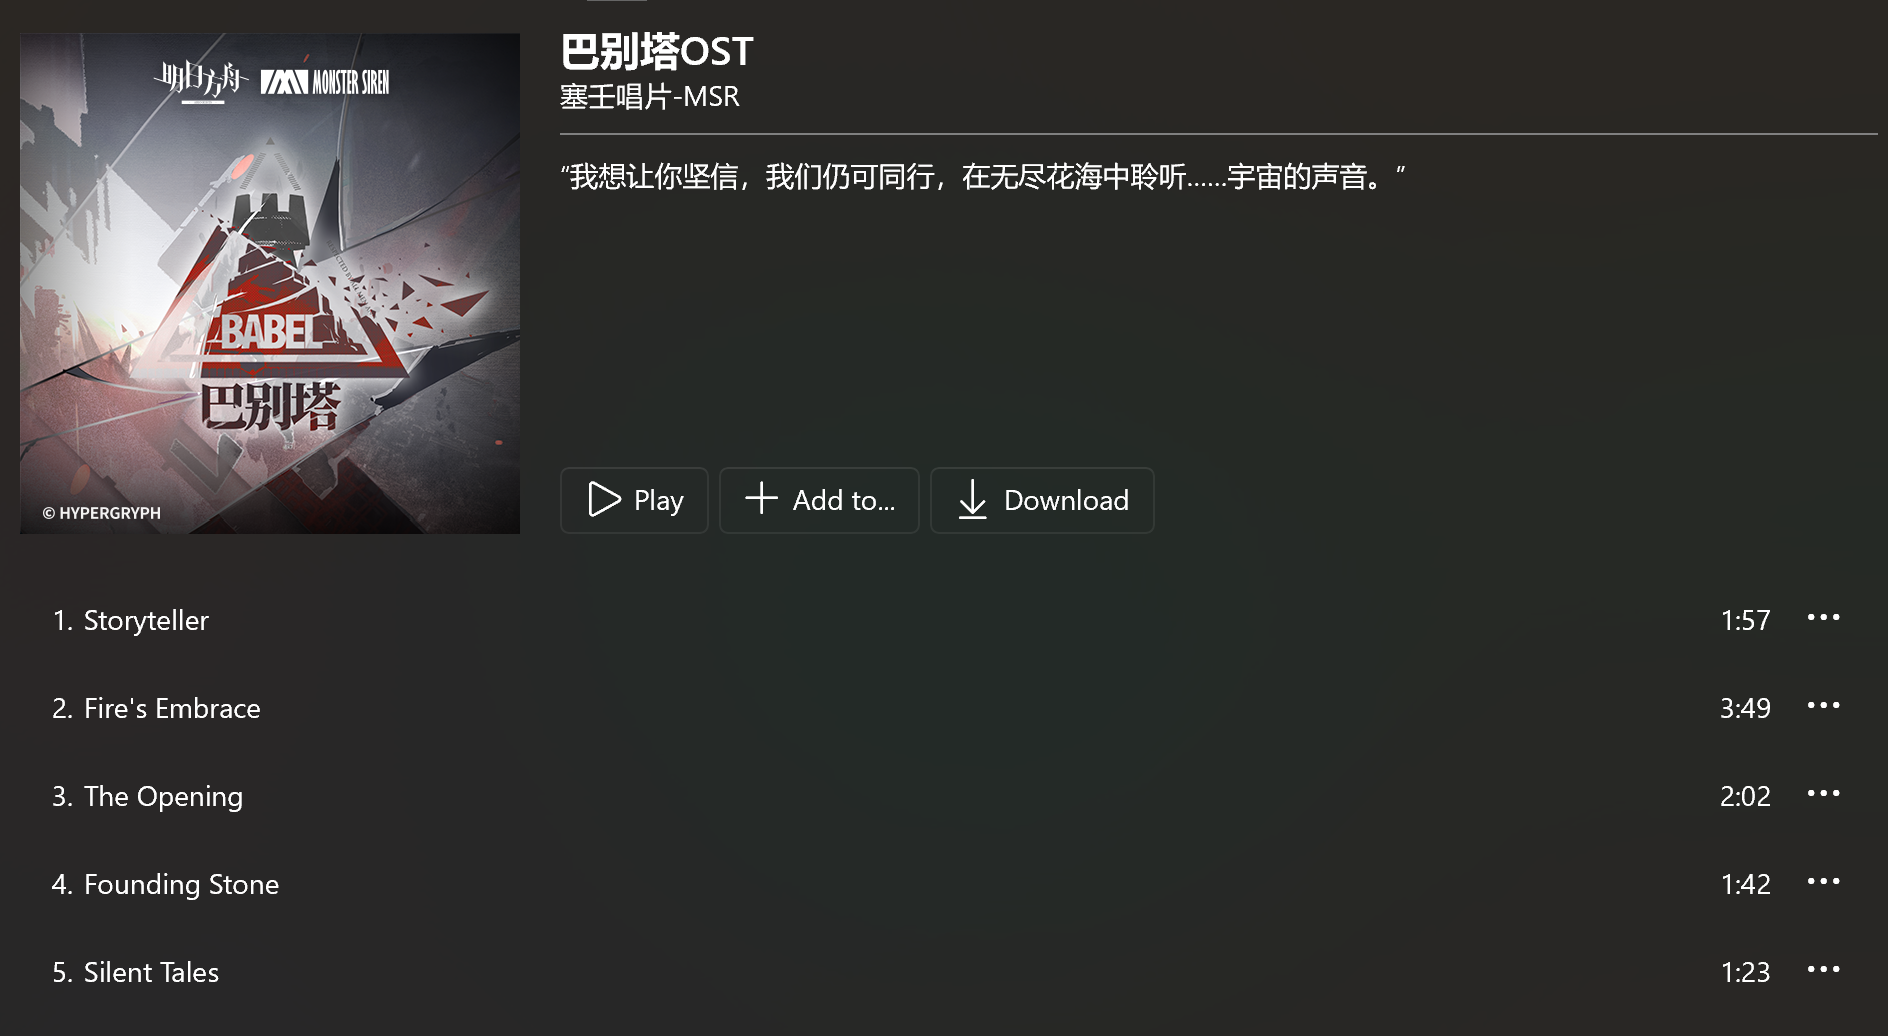 明日方舟 MONSTER SIREN
BABEL
巴别塔
© HYPERGRYPH
巴别塔OST
塞壬唱片-MSR
“我想让你坚信，我们仍可同行，在无尽花海中聆听……宇宙的声音。”
Play
Add to...
Download
1. Storyteller 1:57
2. Fire's Embrace 3:49
3. The Opening 2:02
4. Founding Stone 1:42
5. Silent Tales 1:23